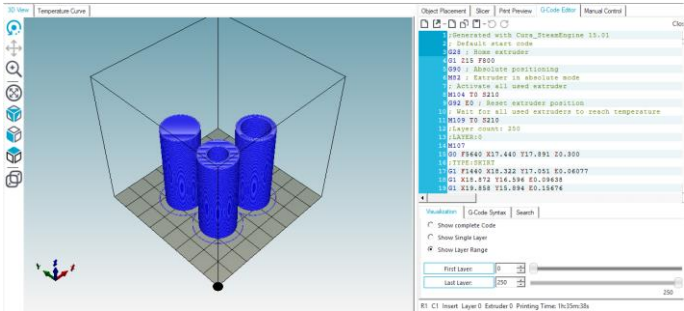 3D View Temperature Curve
Object Placement Slicer Print Preview G-Code Editor Manual Control
Clos
1 ;Generated with Cura_SteamEngine 15.01
2 ; Default start code
3 G28 ; Home extruder
4 G1 Z15 F800
5 G90 ; Absolute positioning
6 M82 ; Extruder in absolute mode
7 ; Activate all used extruder
8 M104 T0 S210
9 G92 E0 ; Reset extruder position
10 ; Wait for all used extruders to reach temperature
11 M109 T0 S210
12 ;Layer count: 250
13 ;LAYER:0
14 M107
15 G0 F5640 X17.440 Y17.891 Z0.300
16 ;TYPE:SKIRT
17 G1 F1440 X18.322 Y17.051 E0.06077
18 G1 X18.872 Y16.596 E0.09638
19 G1 X19.858 Y15.894 E0.15676
Visualization G-Code Syntax Search
Show complete Code
Show Single Layer
Show Layer Range
First Layer: 0
Last Layer: 250
250
R1 C1 Insert Layer 0 Extruder 0 Printing Time: 1h:35m:38s